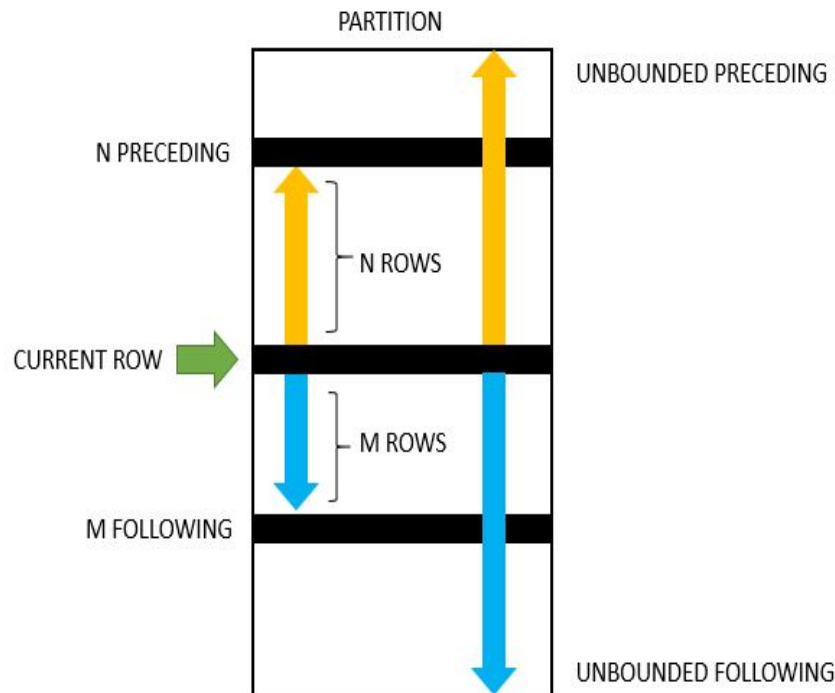 PARTITION
UNBOUNDED PRECEDING
N PRECEDING
N ROWS
CURRENT ROW
M ROWS
M FOLLOWING
UNBOUNDED FOLLOWING